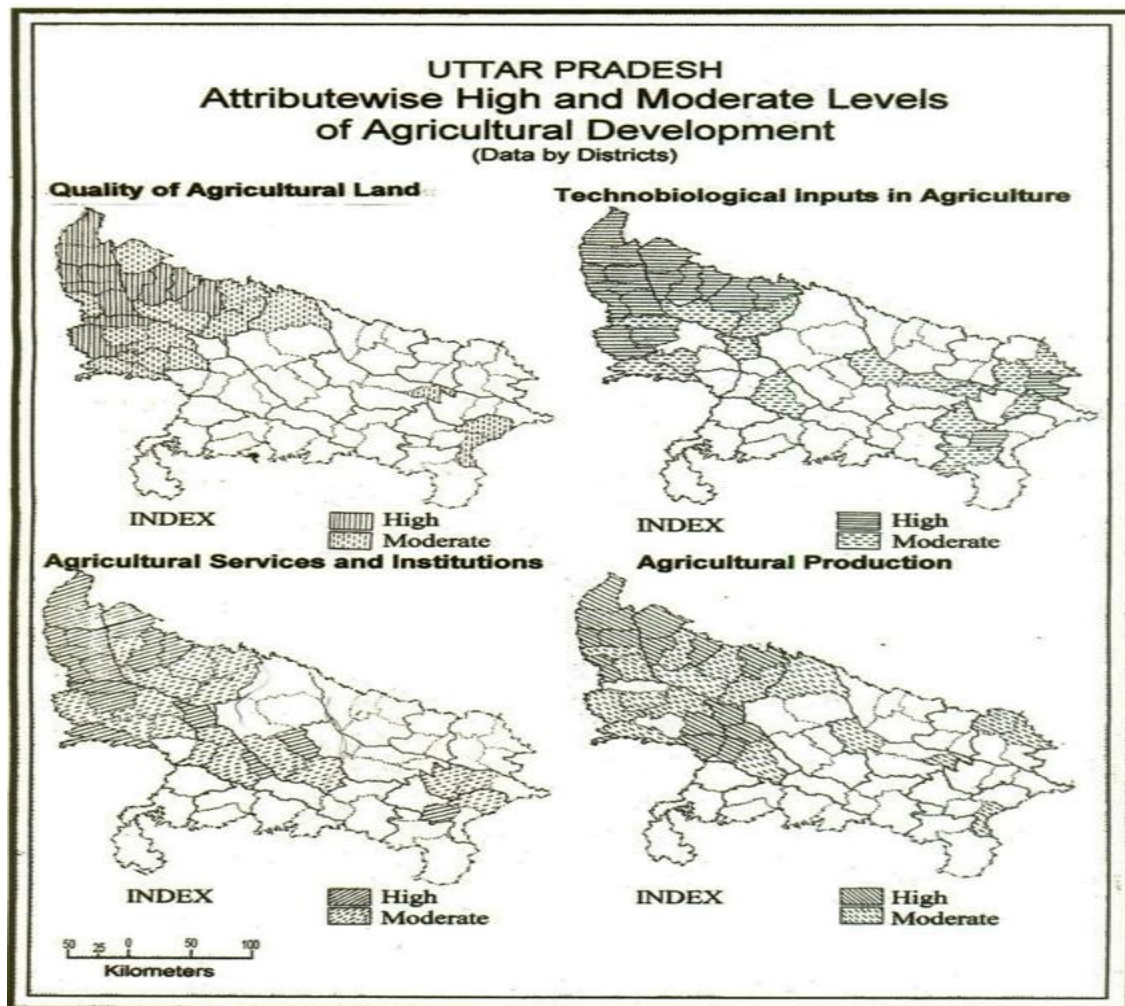 UTTAR PRADESH
Attributewise High and Moderate Levels
of Agricultural Development
(Data by Districts)
Quality of Agricultural Land
Technobiological Inputs in Agriculture
INDEX
High
Moderate
INDEX
High
Moderate
Agricultural Services and Institutions
Agricultural Production
INDEX
High
Moderate
INDEX
High
Moderate
50 25 0 50 100
Kilometers